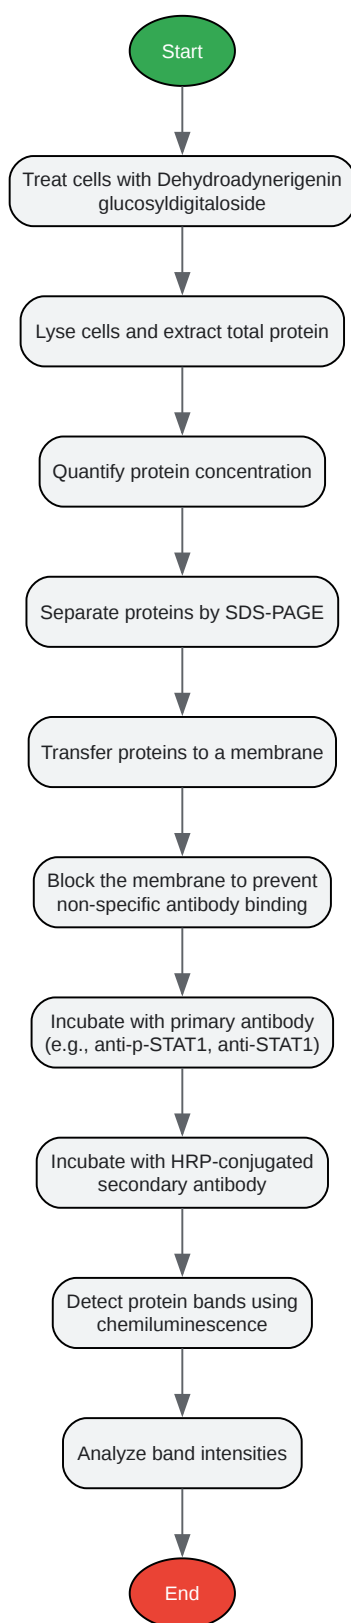 Start
Treat cells with Dehydroadynerigenin
glucosyldigitaloside
Lyse cells and extract total protein
Quantify protein concentration
Separate proteins by SDS-PAGE
Transfer proteins to a membrane
Block the membrane to prevent
non-specific antibody binding
Incubate with primary antibody
(e.g., anti-p-STAT1, anti-STAT1)
Incubate with HRP-conjugated
secondary antibody
Detect protein bands using
chemiluminescence
Analyze band intensities
End